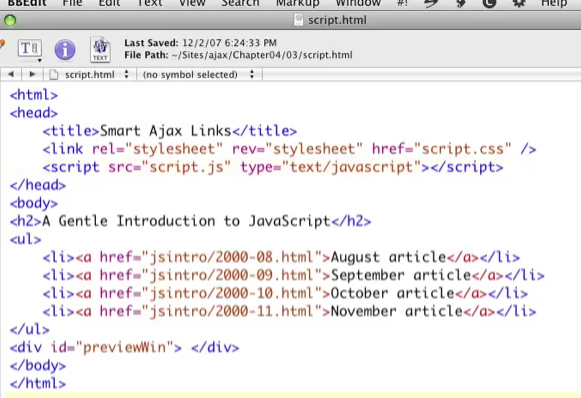 BBEdit File Edit Text View Search Markup Window #! Help
script.html
Last Saved: 12/2/07 6:24:33 PM
File Path: ~/Sites/ajax/Chapter04/03/script.html
TEXT
script.html (no symbol selected)
<html>
<head>
    <title>Smart Ajax Links</title>
    <link rel="stylesheet" rev="stylesheet" href="script.css" />
    <script src="script.js" type="text/javascript"></script>
</head>
<body>
<h2>A Gentle Introduction to JavaScript</h2>
<ul>
    <li><a href="jsintro/2000-08.html">August article</a></li>
    <li><a href="jsintro/2000-09.html">September article</a></li>
    <li><a href="jsintro/2000-10.html">October article</a></li>
    <li><a href="jsintro/2000-11.html">November article</a></li>
</ul>
<div id="previewWin"> </div>
</body>
</html>